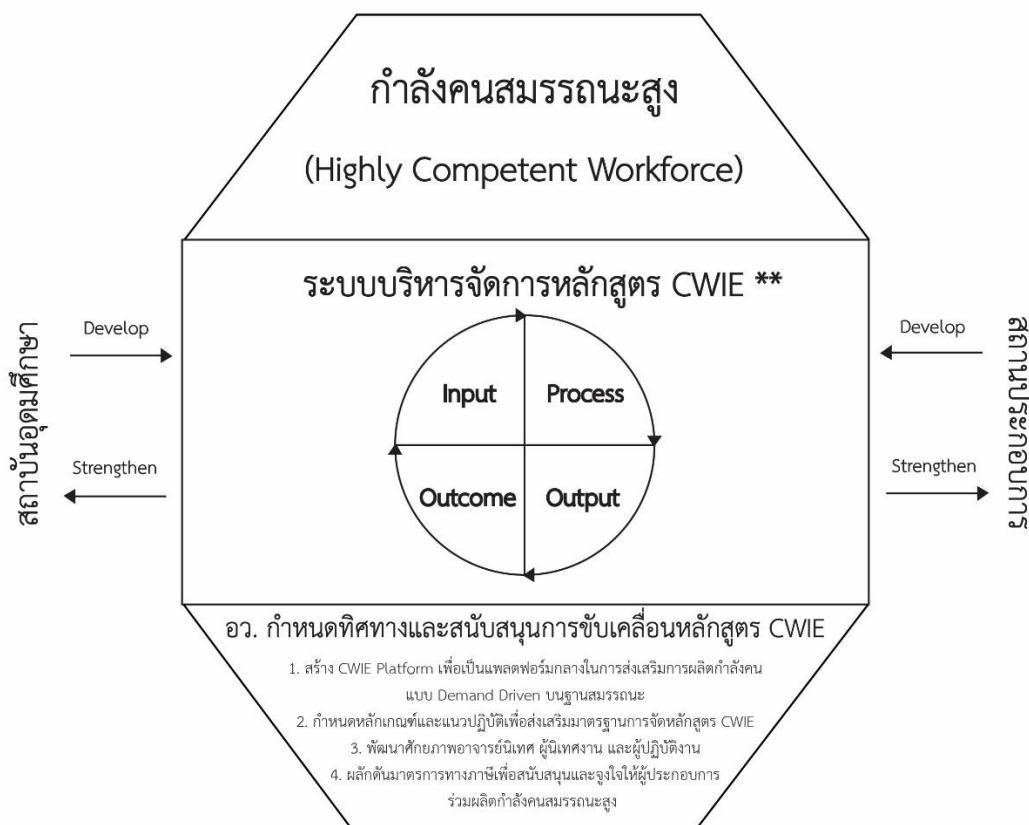 กำลังคนสมรรถนะสูง
(Highly Competent Workforce)
ระบบบริหารจัดการหลักสูตร CWIE **
สถาบันอุดมศึกษา
Develop
Strengthen
Input
Process
Outcome
Output
Develop
Strengthen
สถานประกอบการ
อว. กำหนดทิศทางและสนับสนุนการขับเคลื่อนหลักสูตร CWIE
1. สร้าง CWIE Platform เพื่อเป็นแพลตฟอร์มกลางในการส่งเสริมการผลิตกำลังคน
แบบ Demand Driven บนฐานสมรรถนะ
2. กำหนดหลักเกณฑ์และแนวปฏิบัติเพื่อส่งเสริมมาตรฐานการจัดหลักสูตร CWIE
3. พัฒนาศักยภาพอาจารย์นิเทศ ผู้นิเทศงาน และผู้ปฏิบัติงาน
4. ผลักดันมาตรการทางภาษีเพื่อสนับสนุนและจูงใจให้ผู้ประกอบการ
ร่วมผลิตกำลังคนสมรรถนะสูง